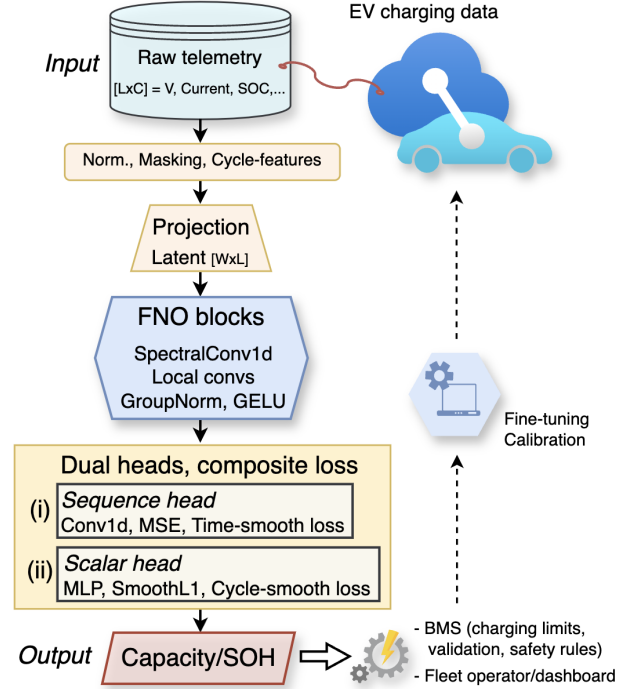 EV charging data
Input
Raw telemetry
[LxC] = V, Current, SOC,...
Norm., Masking, Cycle-features
Projection
Latent [WxL]
FNO blocks
SpectralConv1d
Local convs
GroupNorm, GELU
Fine-tuning
Calibration
Dual heads, composite loss
(i)
Sequence head
Conv1d, MSE, Time-smooth loss
(ii)
Scalar head
MLP, SmoothL1, Cycle-smooth loss
Output
Capacity/SOH
- BMS (charging limits,
validation, safety rules)
- Fleet operator/dashboard